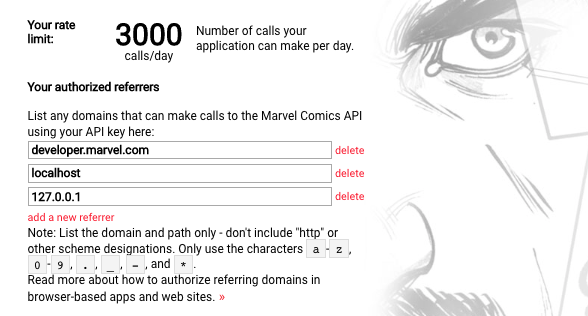 Your rate limit:
3000
calls/day
Number of calls your
application can make per day.
Your authorized referrers
List any domains that can make calls to the Marvel Comics API
using your API key here:
developer.marvel.com delete
localhost delete
127.0.0.1 delete
add a new referrer
Note: List the domain and path only - don't include "http" or
other scheme designations. Only use the characters a-z,
0-9, ., _, -, and *.
Read more about how to authorize referring domains in
browser-based apps and web sites. »